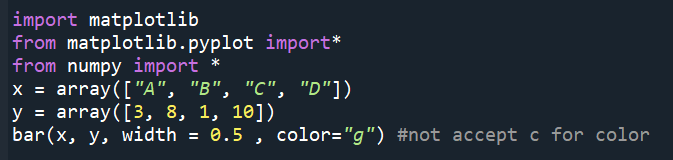 import matplotlib
from matplotlib.pyplot import*
from numpy import *
x = array(["A", "B", "C", "D"])
y = array([3, 8, 1, 10])
bar(x, y, width = 0.5 , color="g") #not accept c for color